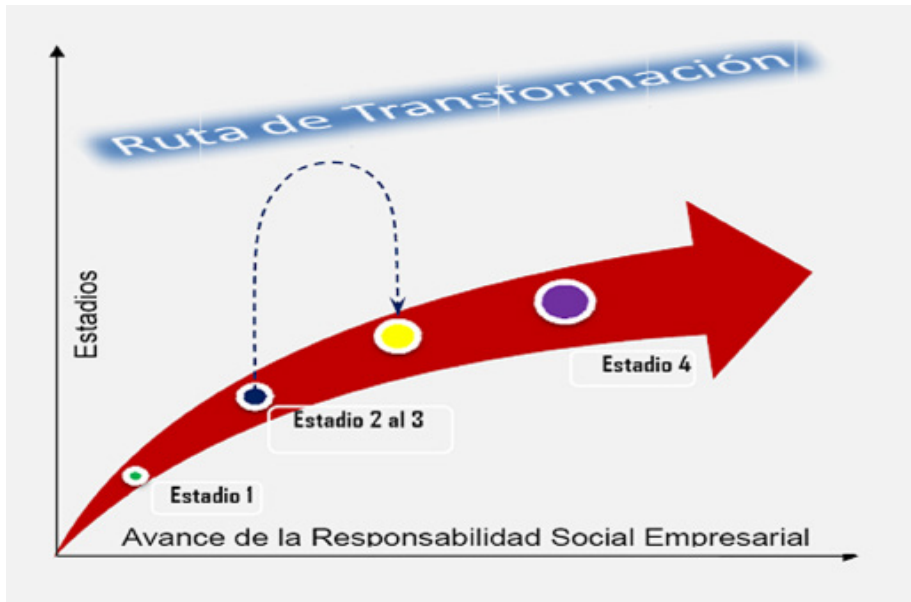 Ruta de Transformación
Estadios
Estadio 4
Estadio 2 al 3
Estadio 1
Avance de la Responsabilidad Social Empresarial